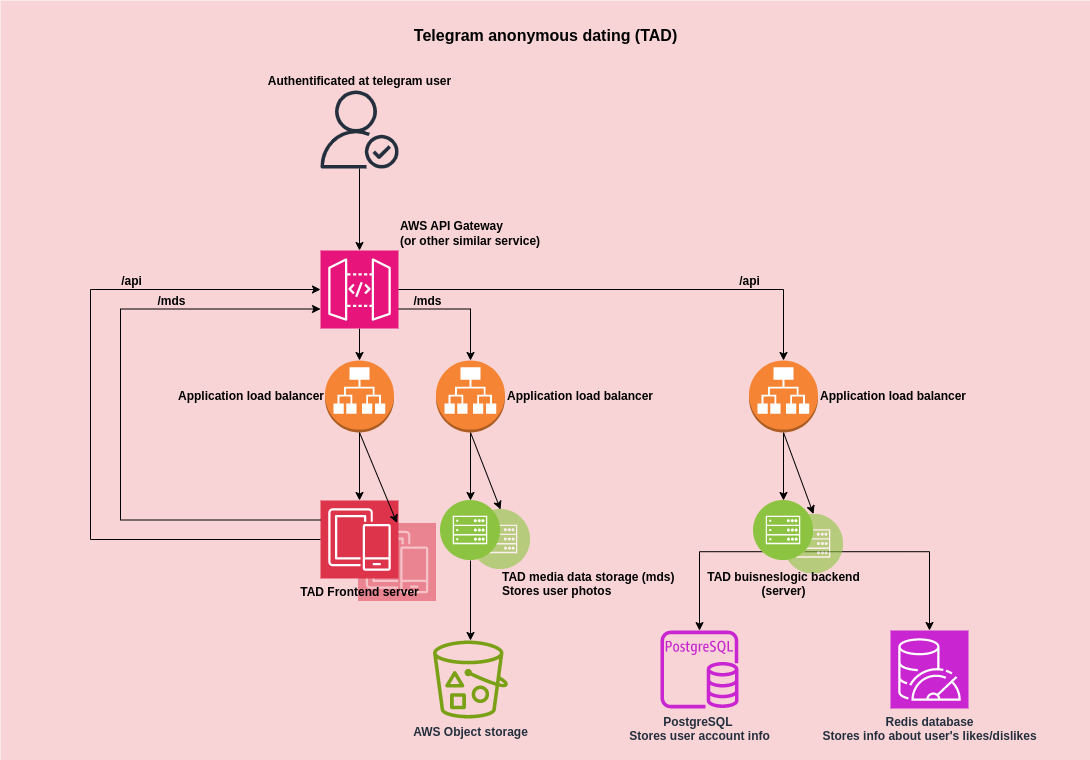 Telegram anonymous dating (TAD)
Authentificated at telegram user
AWS API Gateway
(or other similar service)
/api
/mds
/mds
/api
</>
Application load balancer
Application load balancer
Application load balancer
TAD Frontend server
TAD media data storage (mds)
Stores user photos
TAD buisneslogic backend
(server)
PostgreSQL
AWS Object storage
PostgreSQL
Stores user account info
Redis database
Stores info about user's likes/dislikes